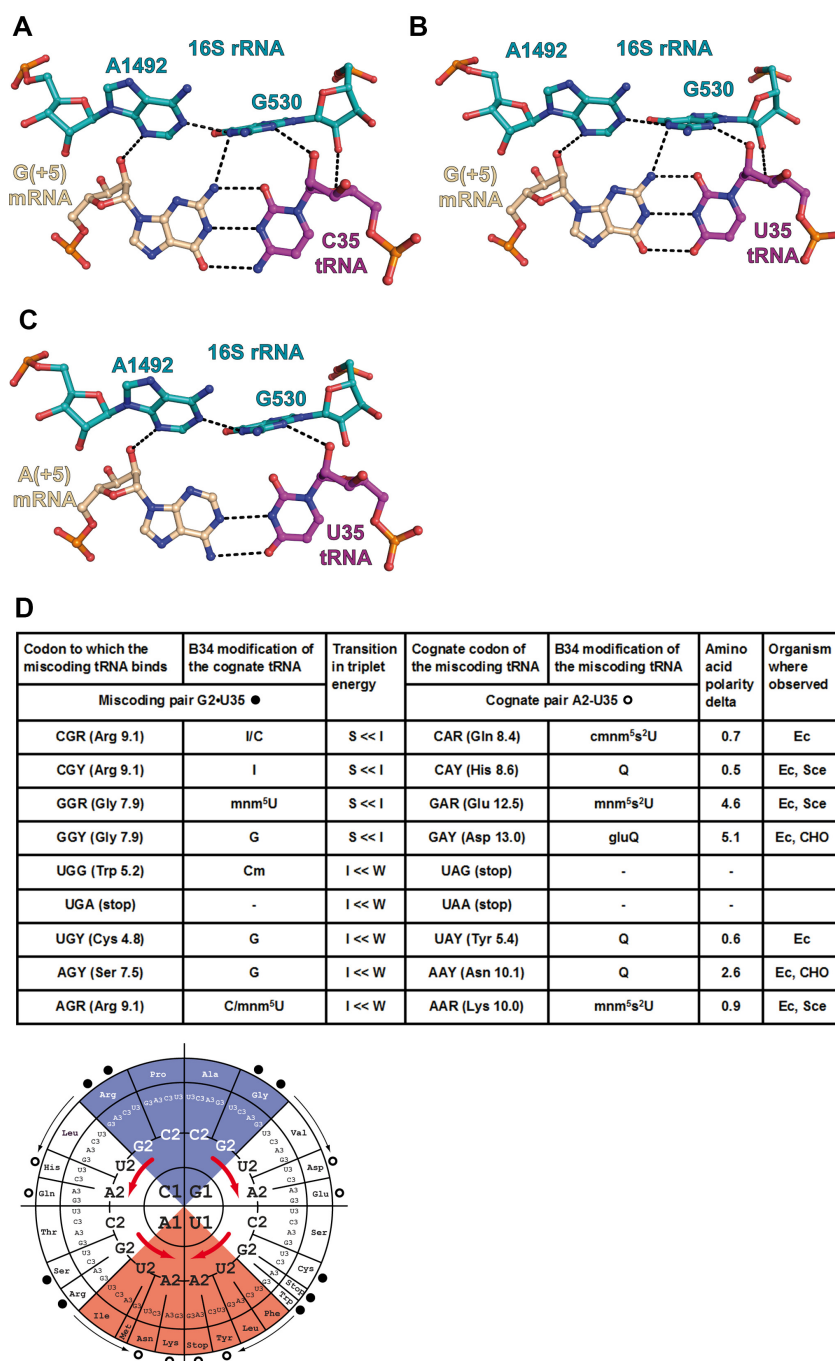 A
16S rRNA
A1492
G530
G(+5)
mRNA
C35
tRNA
B
A1492
16S rRNA
G530
G(+5)
mRNA
U35
tRNA
C
16S rRNA
A1492
G530
A(+5)
mRNA
U35
tRNA
D
Codon to which the miscoding tRNA binds | B34 modification of the cognate tRNA | Transition in triplet energy | Cognate codon of the miscoding tRNA | B34 modification of the miscoding tRNA | Amino acid polarity delta | Organism where observed
Miscoding pair G2•U35 ● | Cognate pair A2-U35 o
CGR (Arg 9.1) | I/C | S << I | CAR (Gln 8.4) | cmnm⁵s²U | 0.7 | Ec
CGY (Arg 9.1) | I | S << I | CAY (His 8.6) | Q | 0.5 | Ec, Sce
GGR (Gly 7.9) | mnm⁵U | S << I | GAR (Glu 12.5) | mnm⁵s²U | 4.6 | Ec, Sce
GGY (Gly 7.9) | G | S << I | GAY (Asp 13.0) | gluQ | 5.1 | Ec, CHO
UGG (Trp 5.2) | Cm | I << W | UAG (stop) | - | -
UGA (stop) | - | I << W | UAA (stop) | - | -
UGY (Cys 4.8) | G | I << W | UAY (Tyr 5.4) | Q | 0.6 | Ec
AGY (Ser 7.5) | G | I << W | AAY (Asn 10.1) | Q | 2.6 | Ec, CHO
AGR (Arg 9.1) | C/mnm⁵U | I << W | AAR (Lys 10.0) | mnm⁵s²U | 0.9 | Ec, Sce
Pro Ala
Arg Gly
Leu Val
His Asp
Gln Glu
Thr Ser
Ser Cys
Arg Stop
Trp
Ile Phe
Met Leu
Asn Lys Stop Tyr
C2 C2
G2 G2
U2 U2
A2 A2
C1 G1
A1 U1
C2 C2
G2 G2
U2 U2
A2 A2